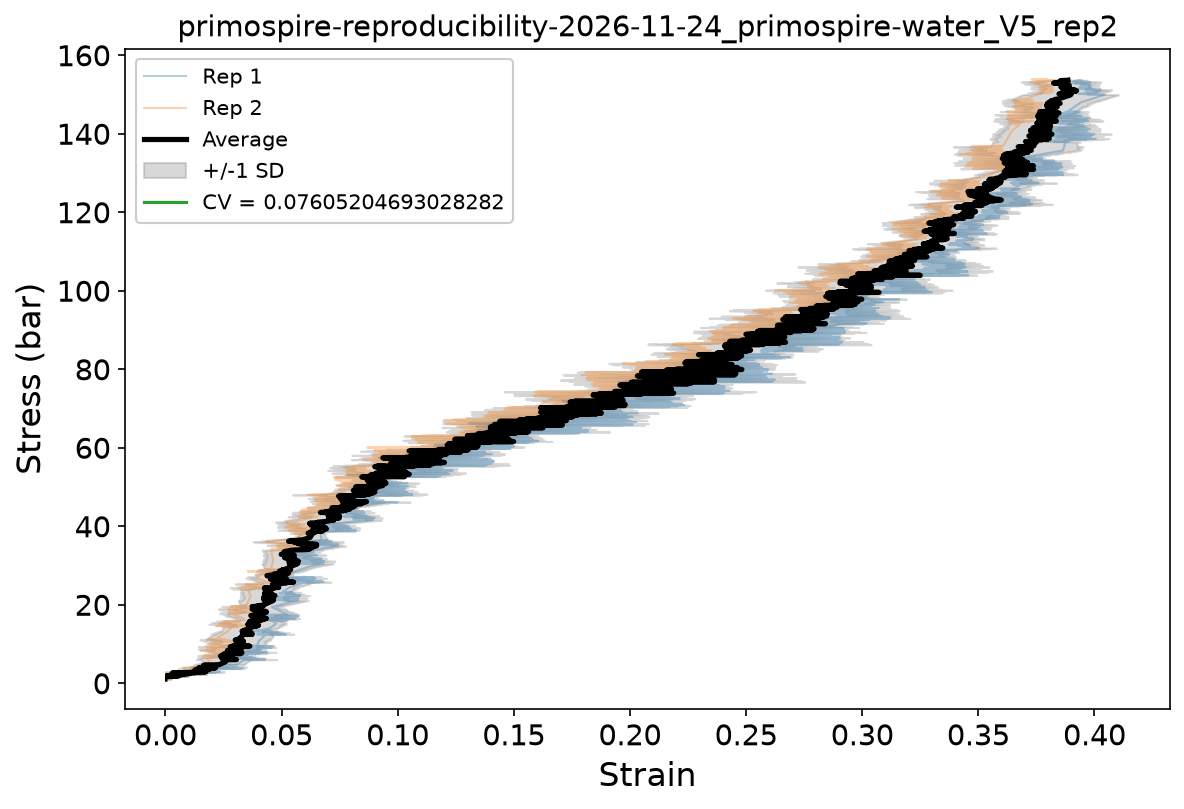 primospire-reproducibility-2026-11-24_primospire-water_V5_rep2
Rep 1
Rep 2
Average
+/-1 SD
CV = 0.07605204693028282
Stress (bar)
160
140
120
100
80
60
40
20
0
0.00 0.05 0.10 0.15 0.20 0.25 0.30 0.35 0.40
Strain